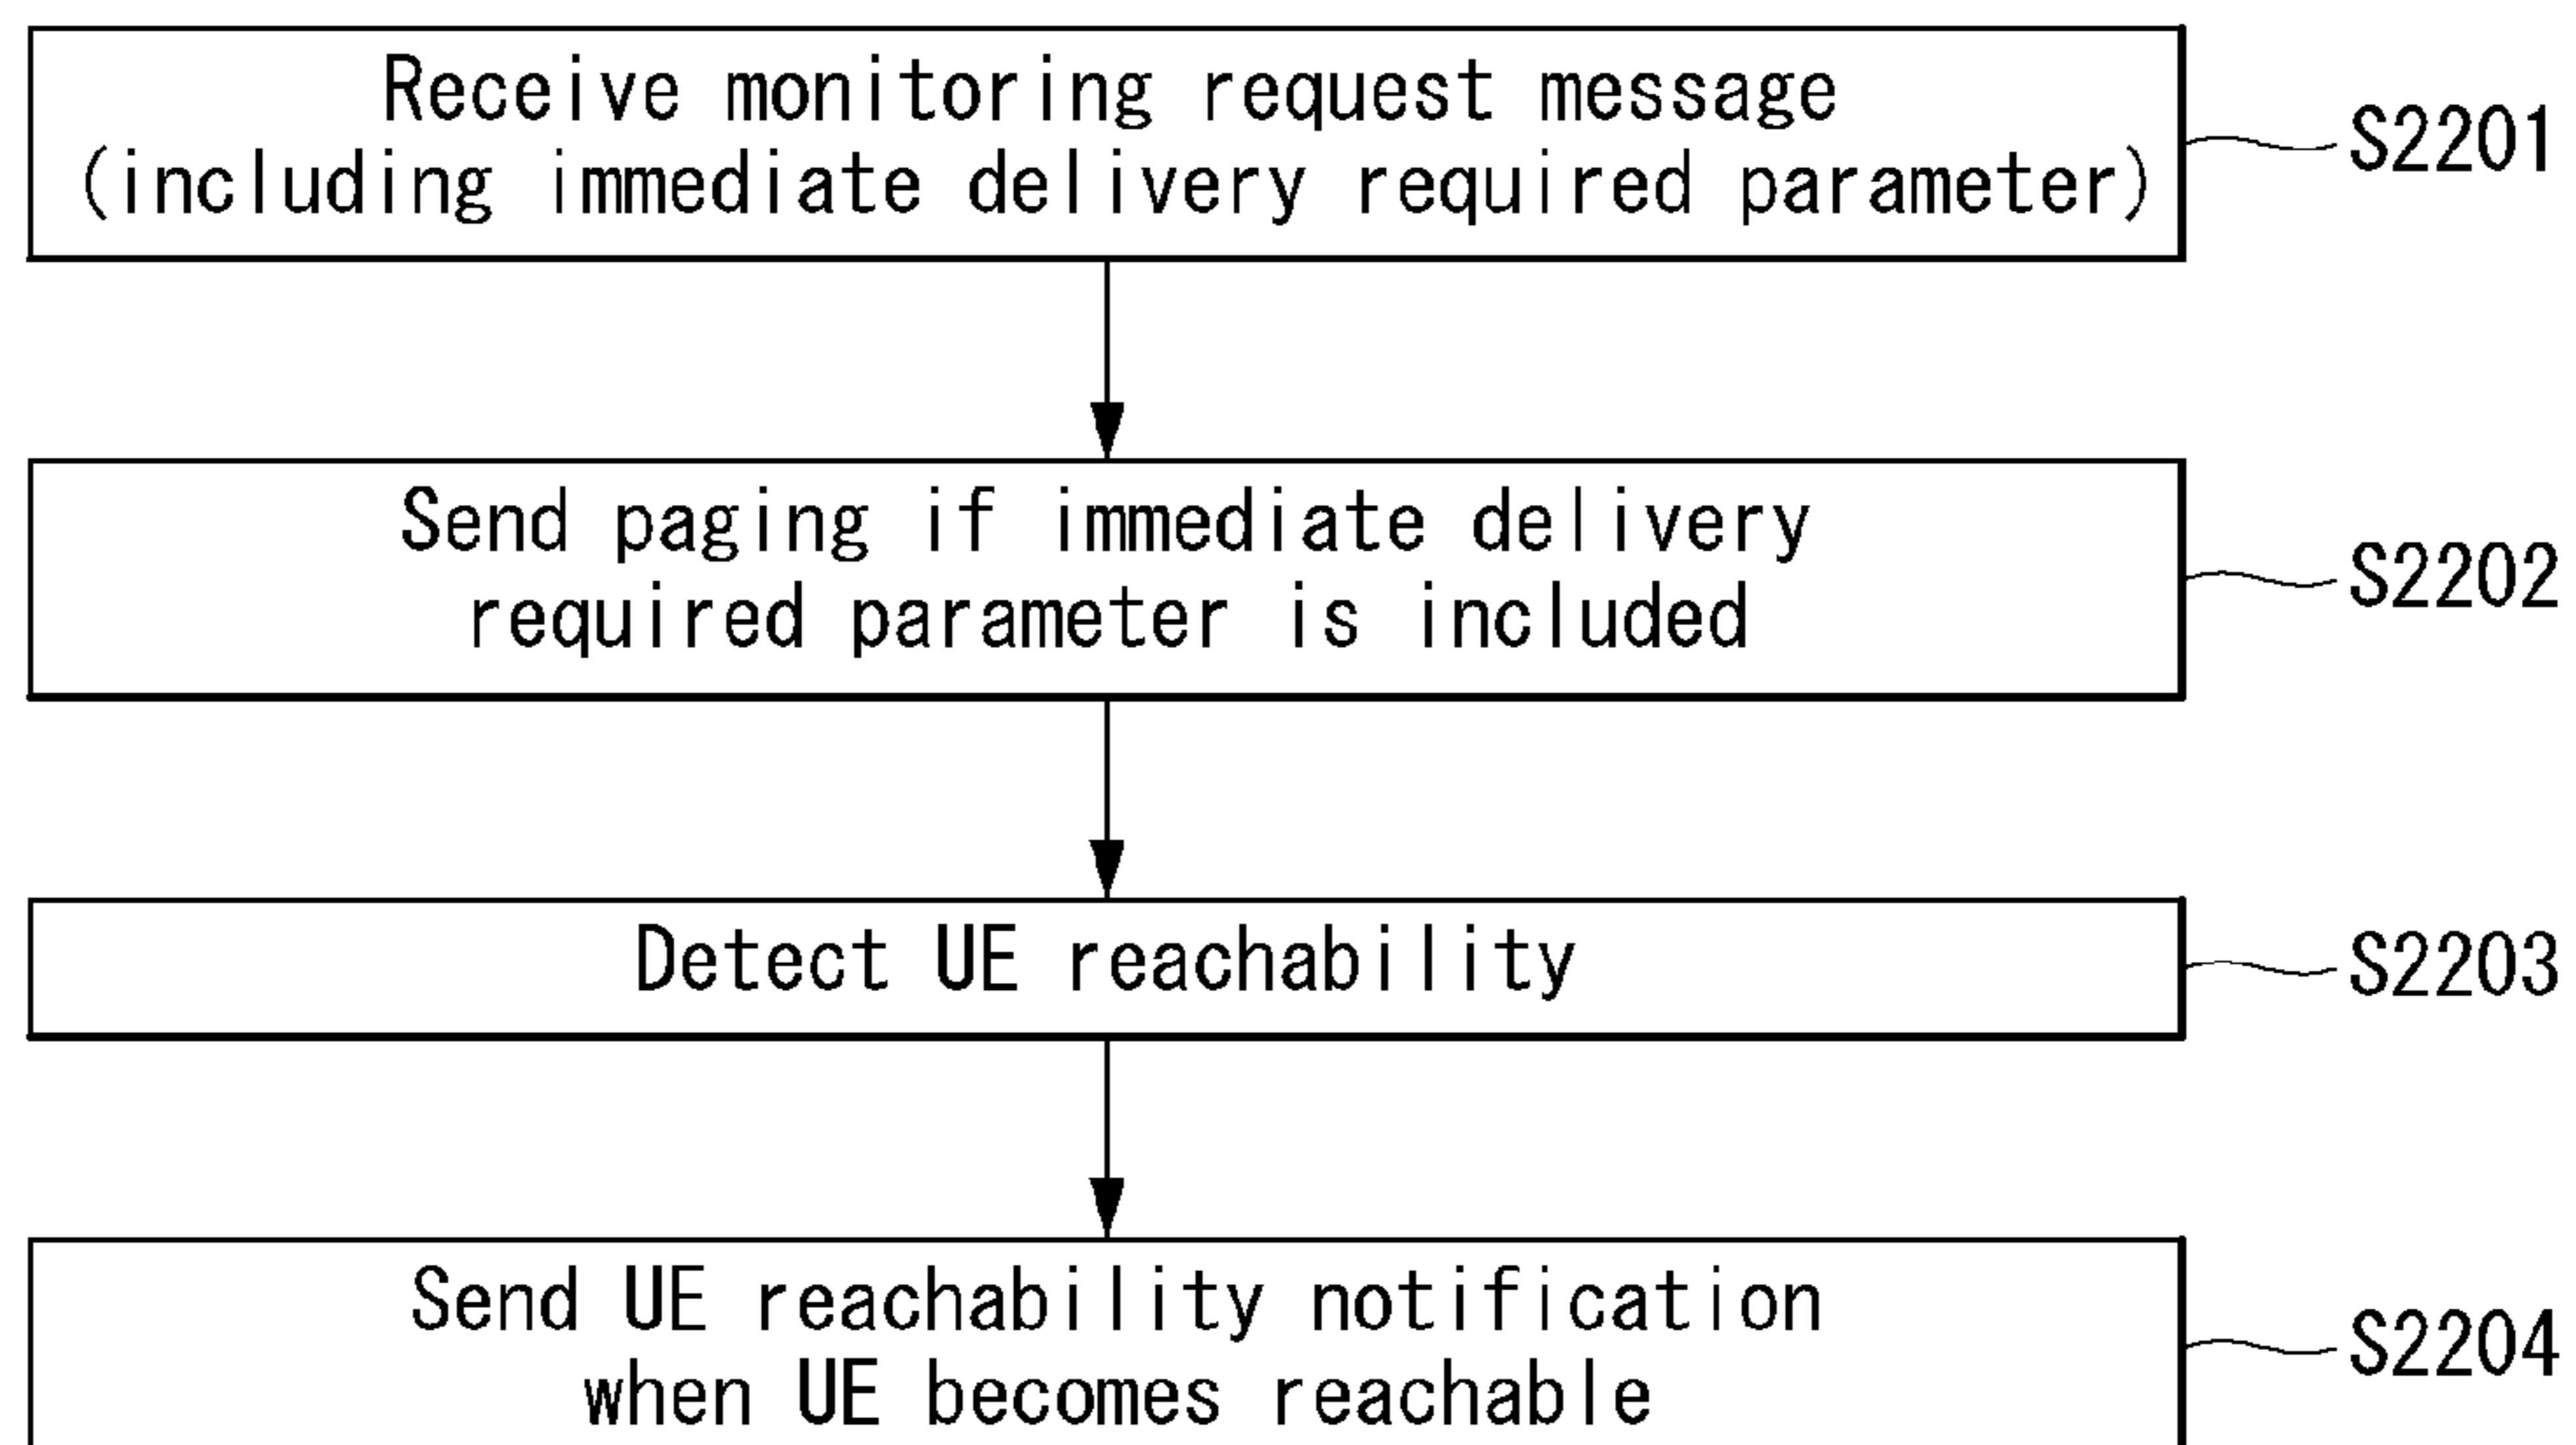 Receive monitoring request message
(including immediate delivery required parameter)
S2201
Send paging if immediate delivery
required parameter is included
S2202
Detect UE reachability
S2203
Send UE reachability notification
when UE becomes reachable
S2204